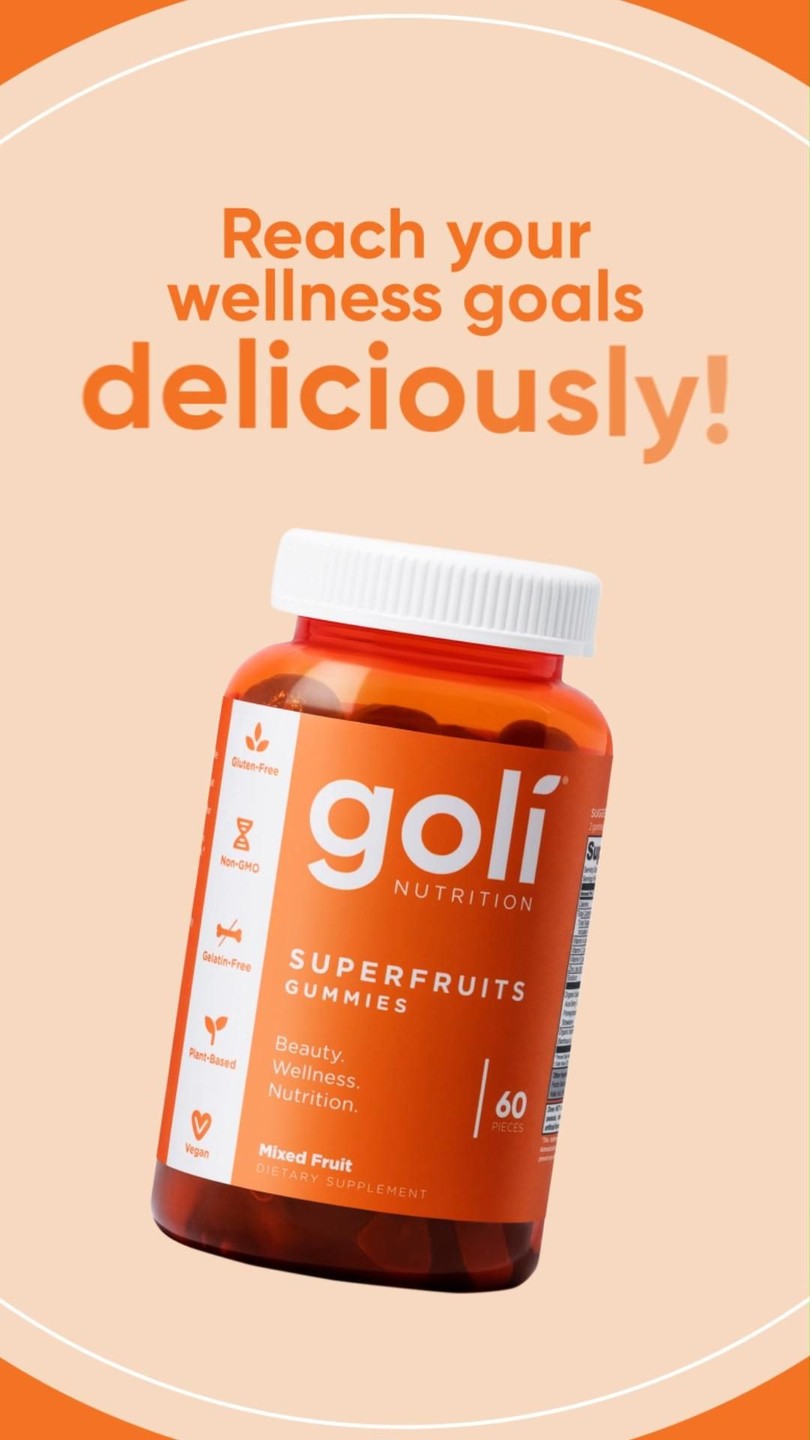 Reach your
wellness goals
deliciously!
Gluten-Free
Non-GMO
Gelatin-Free
Plant-Based
Vegan
goli®
NUTRITION
SUPERFRUITS
GUMMIES
Beauty.
Wellness.
Nutrition.
60
PIECES
Mixed Fruit
DIETARY SUPPLEMENT